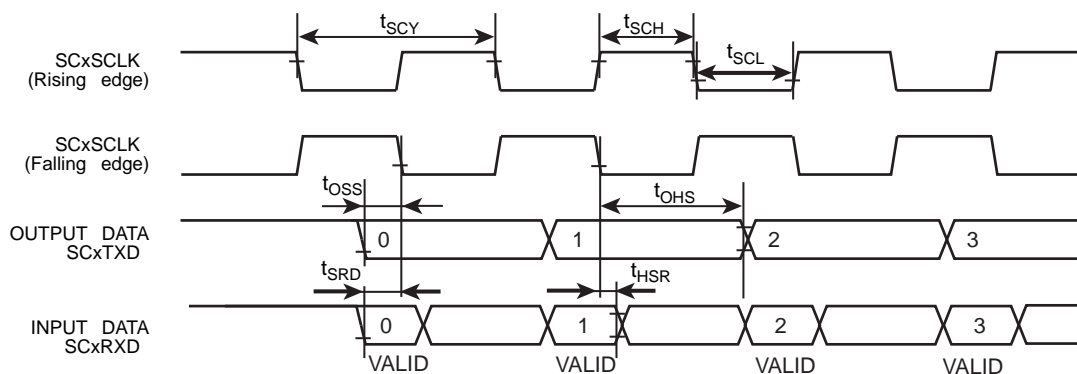 tSCY
tSCH
tSCL
SCxSCLK
(Rising edge)
SCxSCLK
(Falling edge)
tOSS
tOHS
OUTPUT DATA
SCxTXD
0 1 2 3
tSRD
tHSR
INPUT DATA
SCxRXD
0 1 2 3
VALID VALID VALID VALID